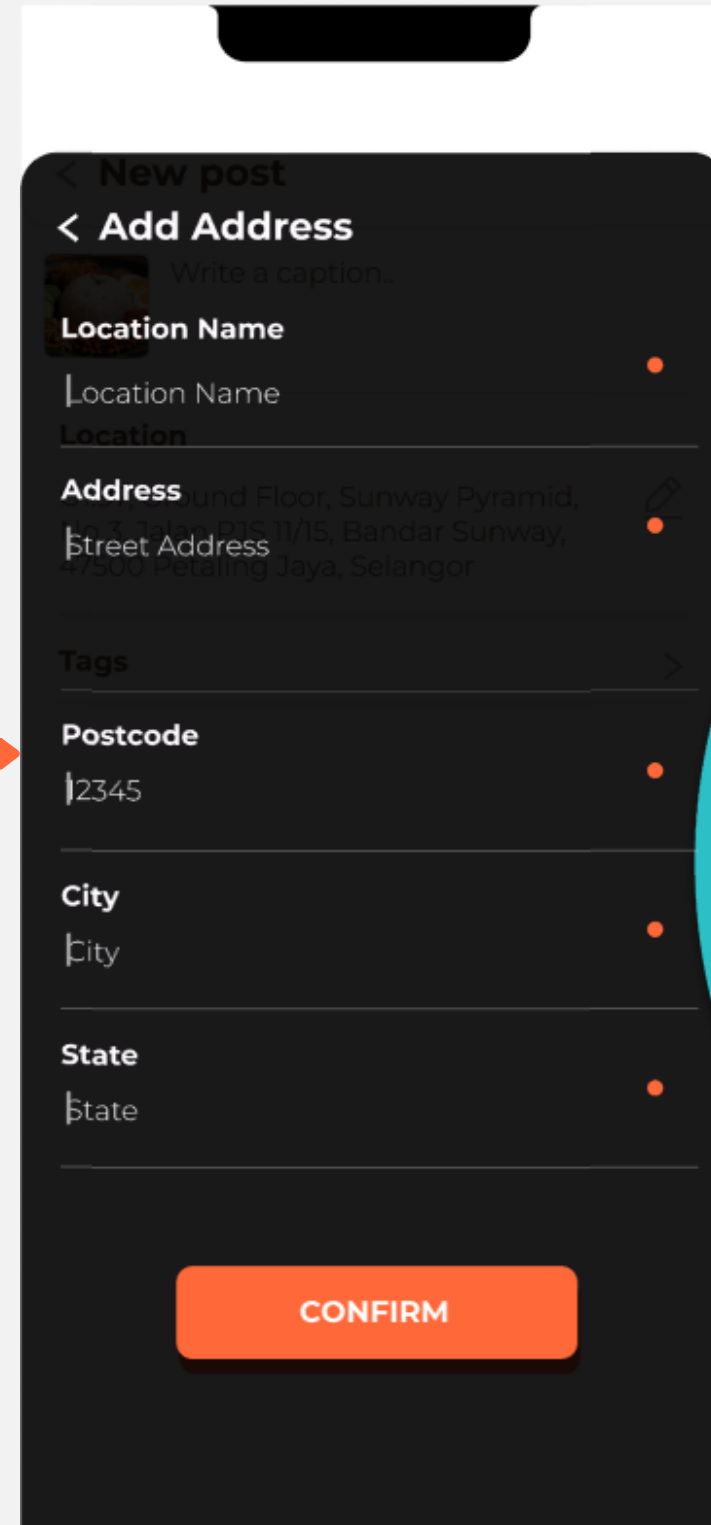 < New post
< Add Address
Write a caption..
Location Name
Location Name
Location
Address
Ground Floor, Sunway Pyramid,
No 3, Jalan PJS 11/15, Bandar Sunway,
Street Address
47500 Petaling Jaya, Selangor
Tags
>
Postcode
12345
City
City
State
State
CONFIRM